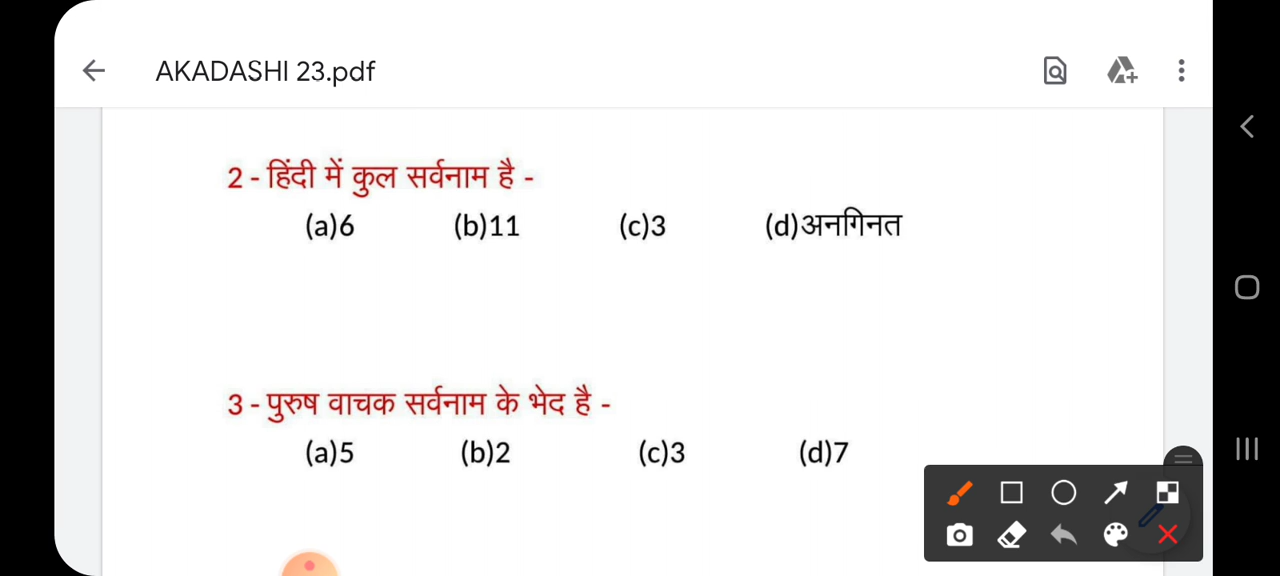 AKADASHI 23.pdf
2 - हिंदी में कुल सर्वनाम है -
(a)6 (b)11 (c)3 (d)अनगिनत
3 - पुरुष वाचक सर्वनाम के भेद है -
(a)5 (b)2 (c)3 (d)7